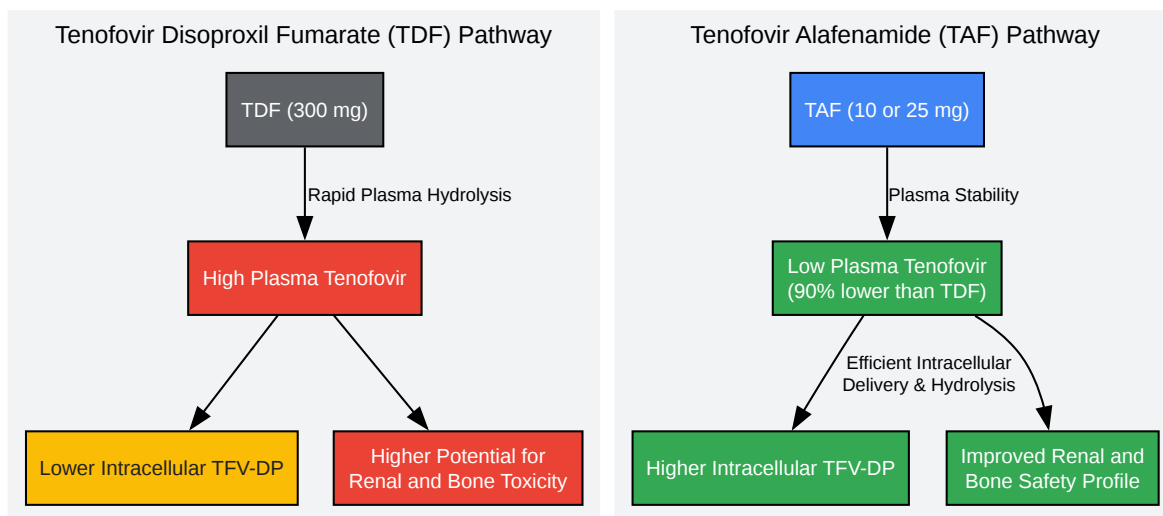 Tenofovir Disoproxil Fumarate (TDF) Pathway
TDF (300 mg)
Rapid Plasma Hydrolysis
High Plasma Tenofovir
Lower Intracellular TFV-DP
Higher Potential for
Renal and Bone Toxicity
Tenofovir Alafenamide (TAF) Pathway
TAF (10 or 25 mg)
Plasma Stability
Low Plasma Tenofovir
(90% lower than TDF)
Efficient Intracellular
Delivery & Hydrolysis
Higher Intracellular TFV-DP
Improved Renal and
Bone Safety Profile